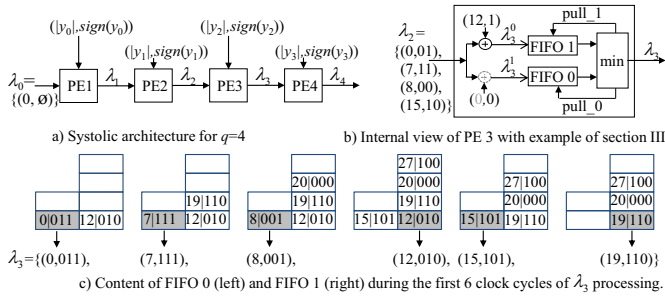 (|y₀|,sign(y₀)) (|y₂|,sign(y₂))
(|y₁|,sign(y₁)) (|y₃|,sign(y₃))
λ₀= {(0, ø)} PE1 λ₁ PE2 λ₂ PE3 λ₃ PE4 λ₄
a) Systolic architecture for q=4
λ₂=
{(0,01),
(7,11),
(8,00),
(15,10)}
(12,1) + λ₃⁰ FIFO 1 pull_1
(0,0) + λ₃¹ FIFO 0 pull_0
min λ₃
b) Internal view of PE 3 with example of section III
27|100
20|000 20|000 27|100 27|100
19|110 19|110 19|110 20|000 20|000
0|011 12|010 7|111 12|010 8|001 12|010 15|101 12|010 15|101 19|110 19|110
λ₃={(0,011), (7,111), (8,001), (12,010), (15,101), (19,110)}
c) Content of FIFO 0 (left) and FIFO 1 (right) during the first 6 clock cycles of λ₃ processing.